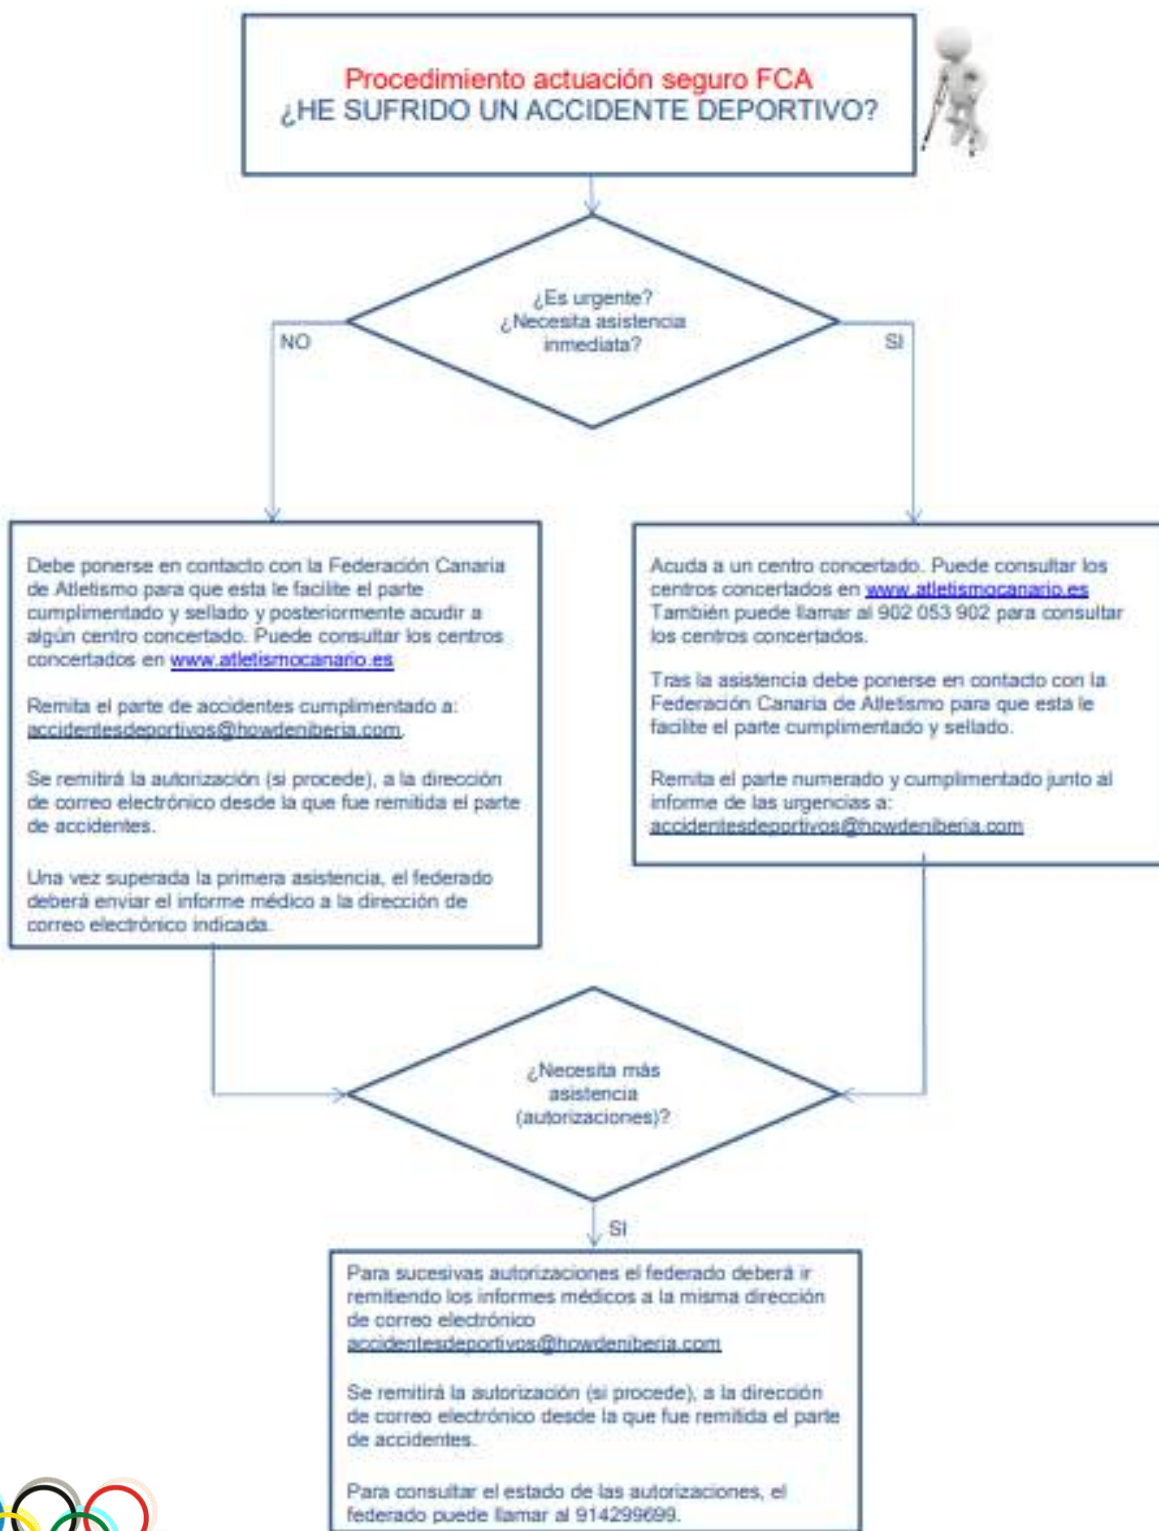 Procedimiento actuación seguro FCA
¿HE SUFRIDO UN ACCIDENTE DEPORTIVO?
¿Es urgente?
¿Necesita asistencia
inmediata?
NO
SI
Debe ponerse en contacto con la Federación Canaria
de Atletismo para que esta le facilite el parte
cumplimentado y sellado y posteriormente acudir a
algún centro concertado. Puede consultar los centros
concertados en www.atletismocanario.es
Remita el parte de accidentes cumplimentado a:
accidentesdeportivos@howdeniberia.com.
Se remitirá la autorización (si procede), a la dirección
de correo electrónico desde la que fue remitida el parte
de accidentes.
Una vez superada la primera asistencia, el federado
deberá enviar el informe médico a la dirección de
correo electrónico indicada.
Acuda a un centro concertado. Puede consultar los
centros concertados en www.atletismocanario.es
También puede llamar al 902 053 902 para consultar
los centros concertados.
Tras la asistencia debe ponerse en contacto con la
Federación Canaria de Atletismo para que esta le
facilite el parte cumplimentado y sellado.
Remita el parte numerado y cumplimentado junto al
informe de las urgencias a:
accidentesdeportivos@howdeniberia.com
¿Necesita más
asistencia
(autorizaciones)?
SI
Para sucesivas autorizaciones el federado deberá ir
remitiendo los informes médicos a la misma dirección
de correo electrónico
accidentesdeportivos@howdeniberia.com
Se remitirá la autorización (si procede), a la dirección
de correo electrónico desde la que fue remitida el parte
de accidentes.
Para consultar el estado de las autorizaciones, el
federado puede llamar al 914299699.